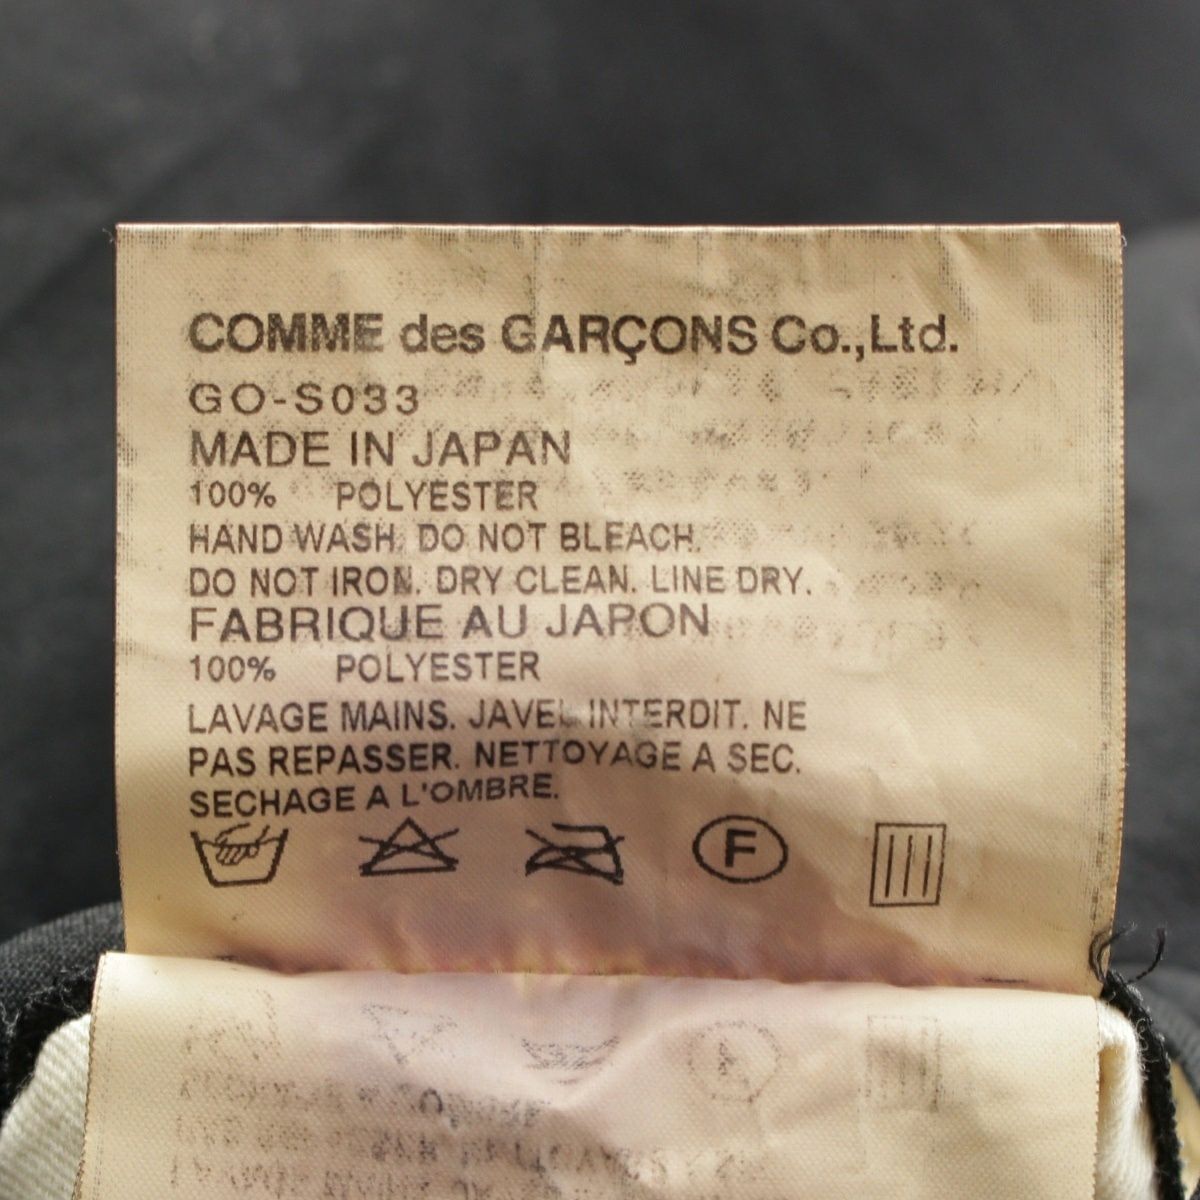 COMME des GARÇONS Co.,Ltd.
GO-S033
MADE IN JAPAN
100% POLYESTER
HAND WASH. DO NOT BLEACH.
DO NOT IRON. DRY CLEAN. LINE DRY.
FABRIQUE AU JAPON
100% POLYESTER
LAVAGE MAINS. JAVEL INTERDIT. NE
PAS REPASSER. NETTOYAGE A SEC.
SECHAGE A L'OMBRE.
F